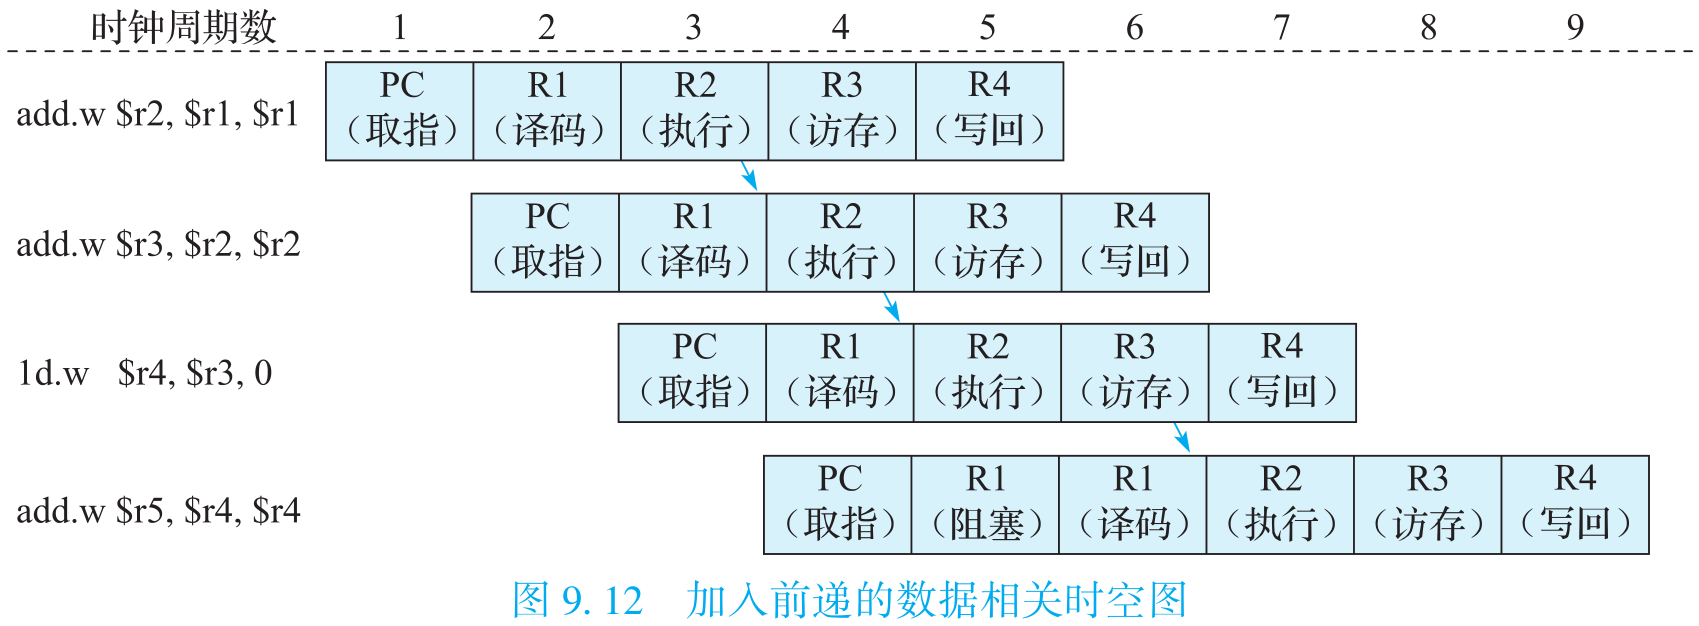 时钟周期数 1 2 3 4 5 6 7 8 9
add.w $r2, $r1, $r1
PC R1 R2 R3 R4
（取指） （译码） （执行） （访存） （写回）
add.w $r3, $r2, $r2
PC R1 R2 R3 R4
（取指） （译码） （执行） （访存） （写回）
1d.w $r4, $r3, 0
PC R1 R2 R3 R4
（取指） （译码） （执行） （访存） （写回）
add.w $r5, $r4, $r4
PC R1 R1 R2 R3 R4
（取指） （阻塞） （译码） （执行） （访存） （写回）
图 9. 12 加入前递的数据相关时空图